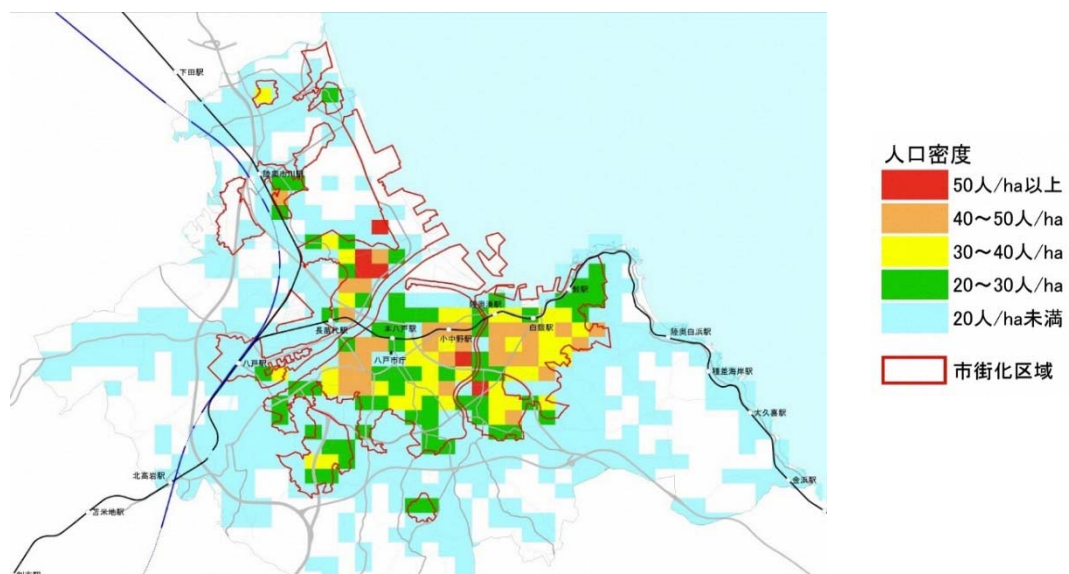 下田駅
陸奥市川駅
長苗代駅
本八戸駅
小中野駅
陸奥湊駅
白銀駅
鮫駅
八戸市庁
八戸駅
陸奥白浜駅
種差海岸駅
大久喜駅
金浜駅
北高岩駅
苫米地駅
人口密度
50人/ha以上
40~50人/ha
30~40人/ha
20~30人/ha
20人/ha未満
市街化区域